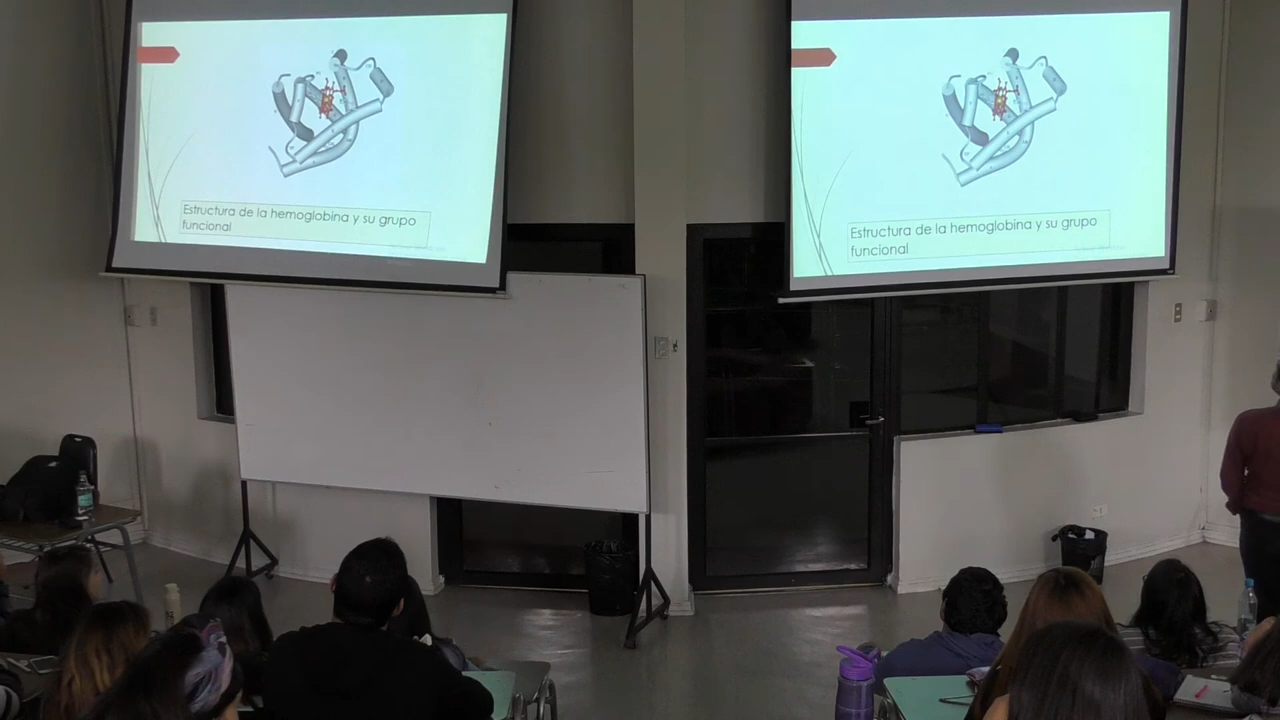 Estructura de la hemoglobina y su grupo
funcional
Estructura de la hemoglobina y su grupo
funcional